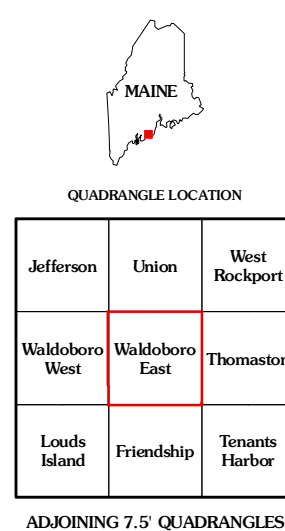 MAINE
QUADRANGLE LOCATION
Jefferson
Union
West
Rockport
Waldoboro
West
Waldoboro
East
Thomaston
Louds
Island
Friendship
Tenants
Harbor
ADJOINING 7.5' QUADRANGLES